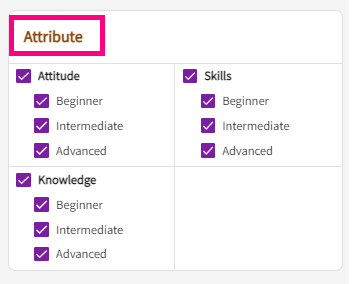 Attribute
Attitude
Beginner
Intermediate
Advanced
Skills
Beginner
Intermediate
Advanced
Knowledge
Beginner
Intermediate
Advanced